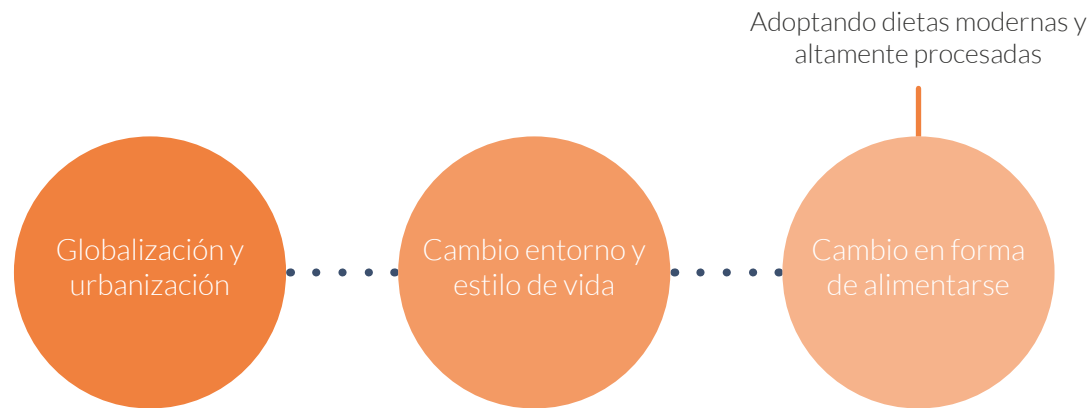 Adoptando dietas modernas y
altamente procesadas
Globalización y
urbanización
Cambio entorno y
estilo de vida
Cambio en forma
de alimentarse